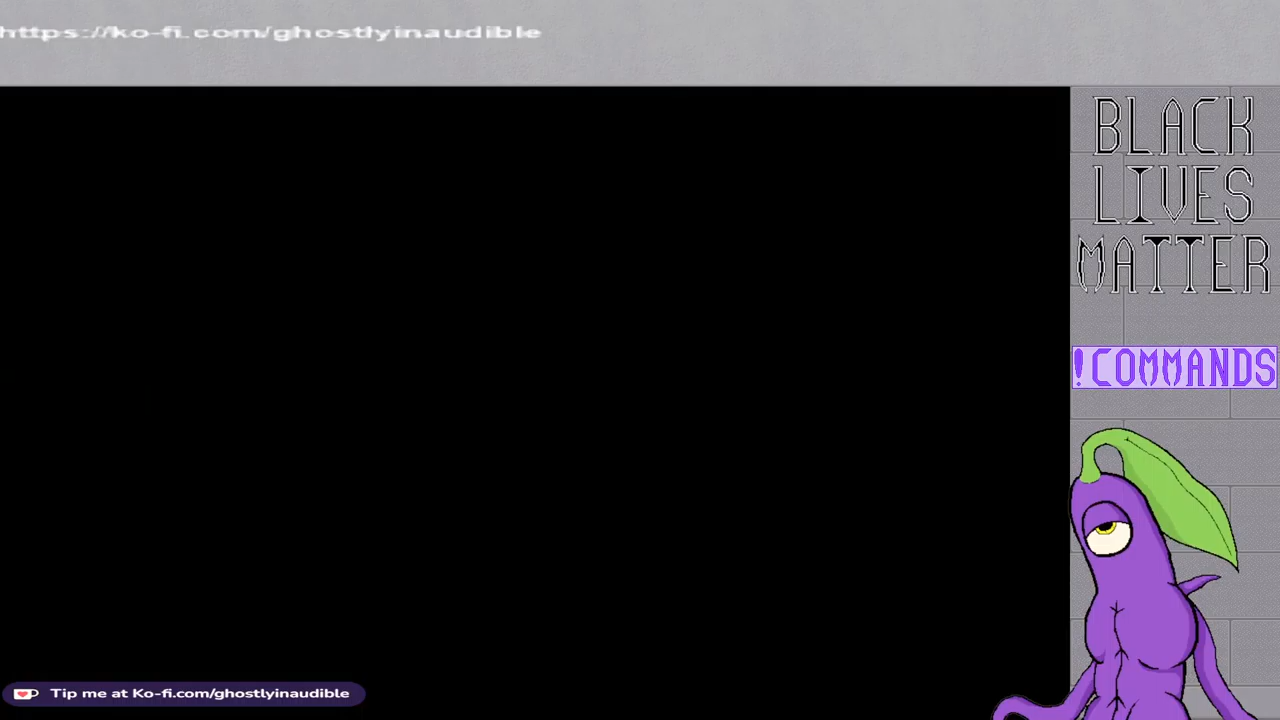 https://ko-fi.com/ghostlyinaudible
BLACK
LIVES
MATTER
!COMMANDS
Tip me at Ko-fi.com/ghostlyinaudible